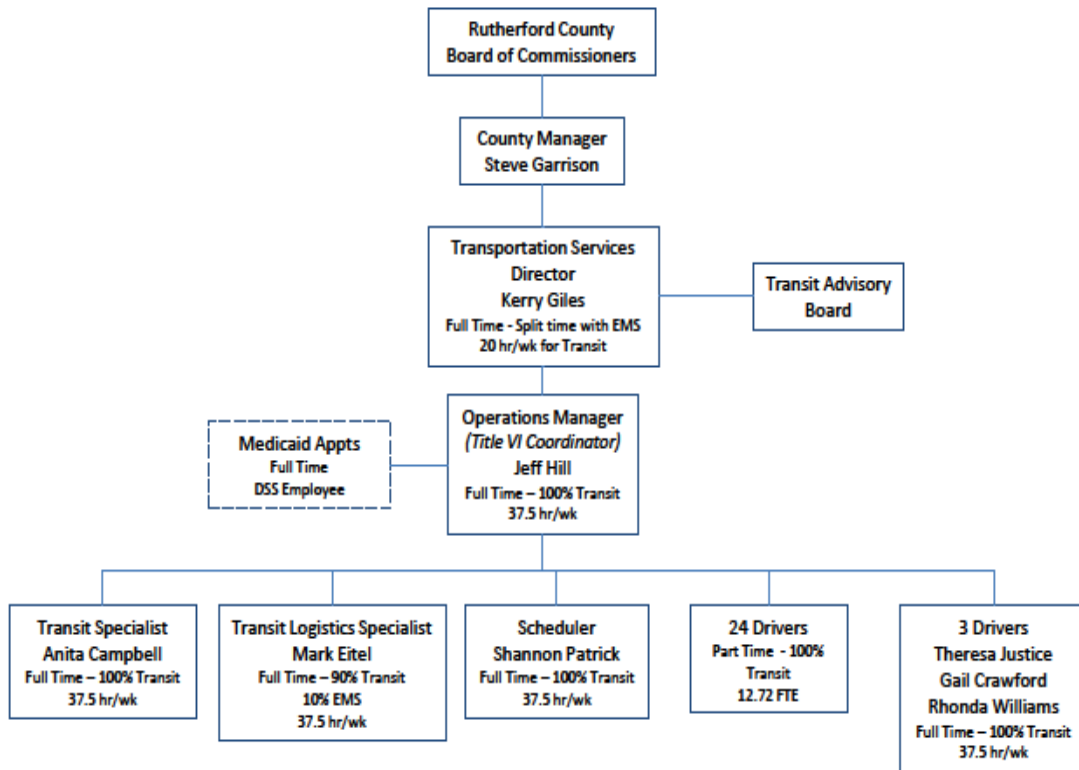 Rutherford County
Board of Commissioners
County Manager
Steve Garrison
Transportation Services
Director
Kerry Giles
Full Time - Split time with EMS
20 hr/wk for Transit
Transit Advisory
Board
Operations Manager
(Title VI Coordinator)
Jeff Hill
Full Time – 100% Transit
37.5 hr/wk
Medicaid Appts
Full Time
DSS Employee
Transit Specialist
Anita Campbell
Full Time – 100% Transit
37.5 hr/wk
Transit Logistics Specialist
Mark Eitel
Full Time – 90% Transit
10% EMS
37.5 hr/wk
Scheduler
Shannon Patrick
Full Time – 100% Transit
37.5 hr/wk
24 Drivers
Part Time - 100%
Transit
12.72 FTE
3 Drivers
Theresa Justice
Gail Crawford
Rhonda Williams
Full Time – 100% Transit
37.5 hr/wk